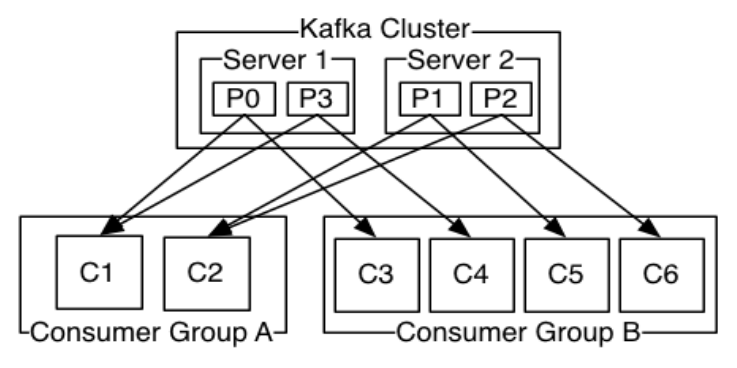 Kafka Cluster
Server 1
Server 2
P0
P3
P1
P2
C1
C2
C3
C4
C5
C6
Consumer Group A
Consumer Group B